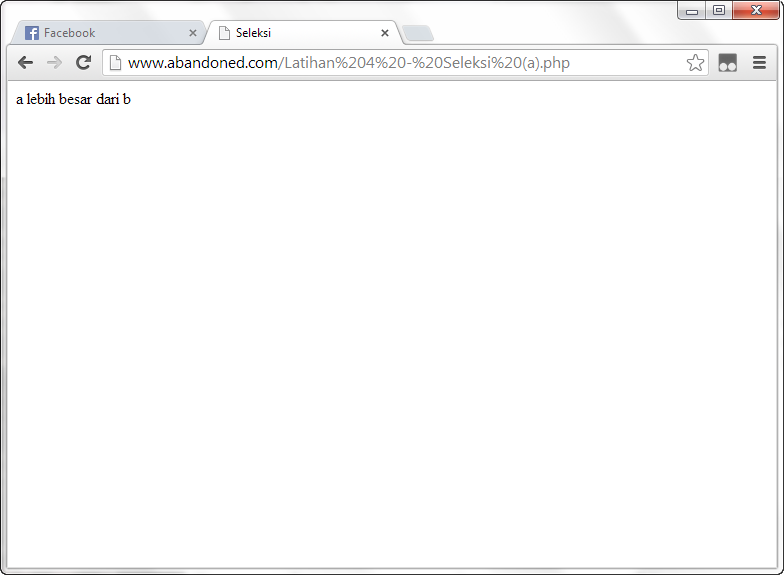 Facebook
Seleksi
www.abandoned.com/Latihan%204%20-%20Seleksi%20(a).php
a lebih besar dari b